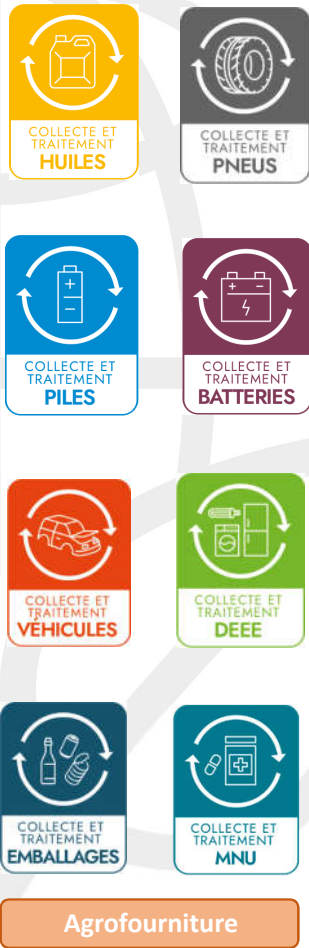 COLLECTE ET
TRAITEMENT
HUILES
COLLECTE ET
TRAITEMENT
PNEUS
COLLECTE ET
TRAITEMENT
PILES
COLLECTE ET
TRAITEMENT
BATTERIES
COLLECTE ET
TRAITEMENT
VÉHICULES
COLLECTE ET
TRAITEMENT
DEEE
COLLECTE ET
TRAITEMENT
EMBALLAGES
COLLECTE ET
TRAITEMENT
MNU
Agrofourniture